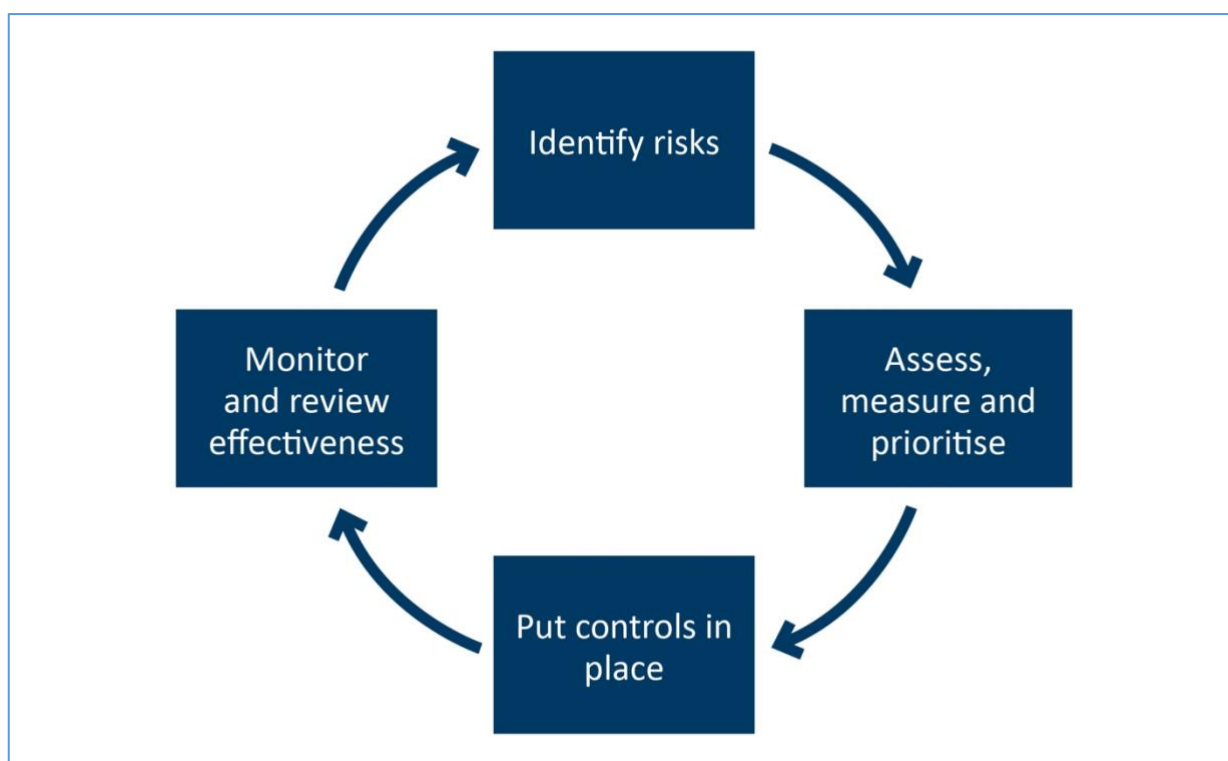 Identify risks
Assess,
measure and
prioritise
Put controls in
place
Monitor
and review
effectiveness